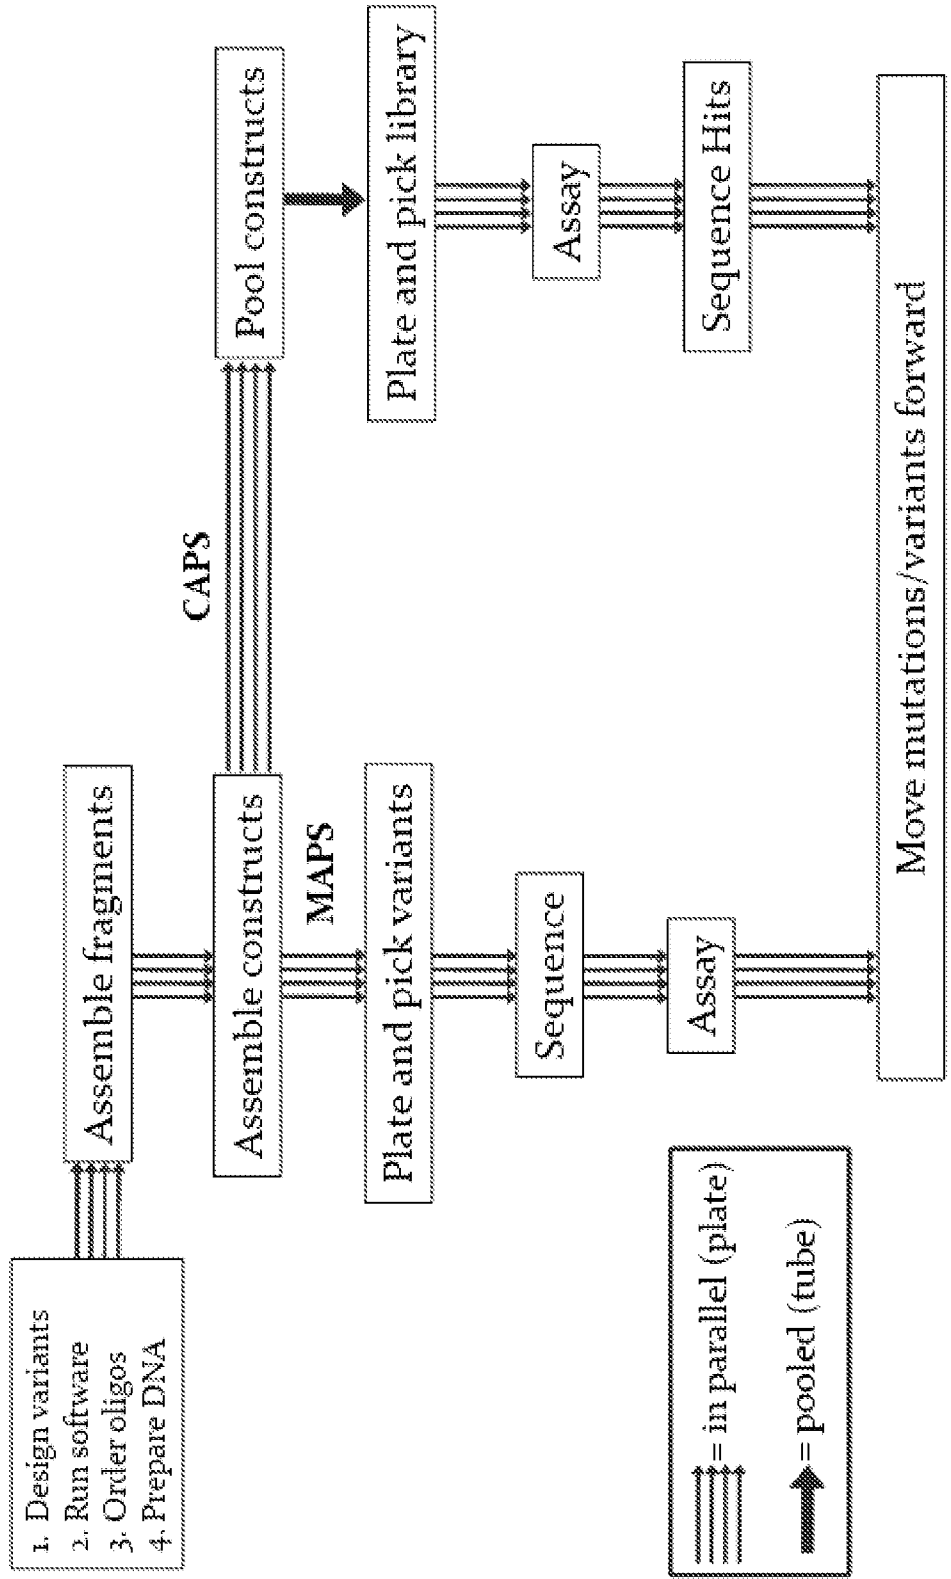 1. Design variants
2. Run software
3. Order oligos
4. Prepare DNA
Assemble fragments
Assemble constructs
CAPS
Pool constructs
MAPS
Plate and pick variants
Plate and pick library
Sequence
Assay
Assay
Sequence Hits
Move mutations/variants forward
= in parallel (plate)
= pooled (tube)